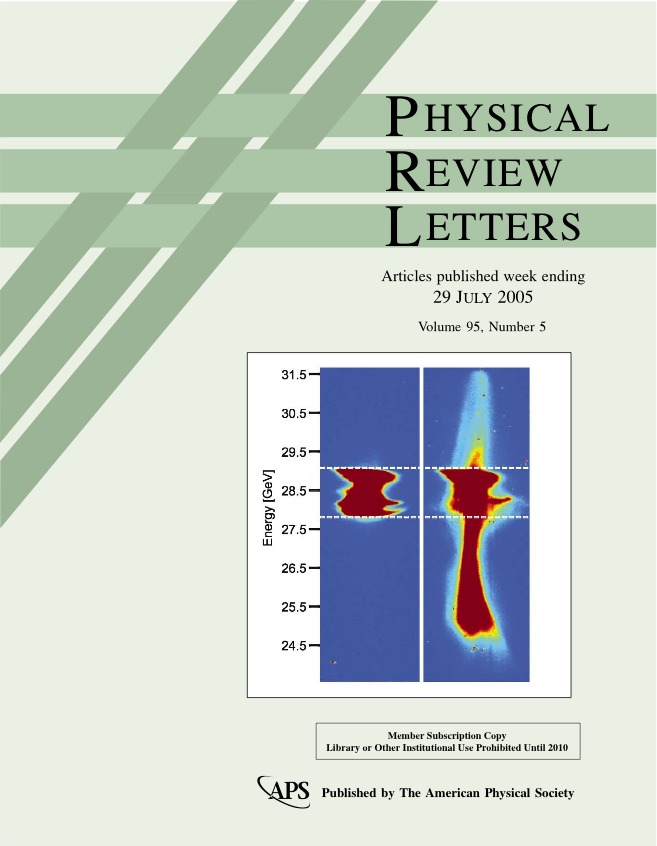 PHYSICAL
REVIEW
LETTERS
Articles published week ending
29 JULY 2005
Volume 95, Number 5
31.5
30.5
29.5
28.5
27.5
26.5
25.5
24.5
Energy [GeV]
Member Subscription Copy
Library or Other Institutional Use Prohibited Until 2010
APS Published by The American Physical Society